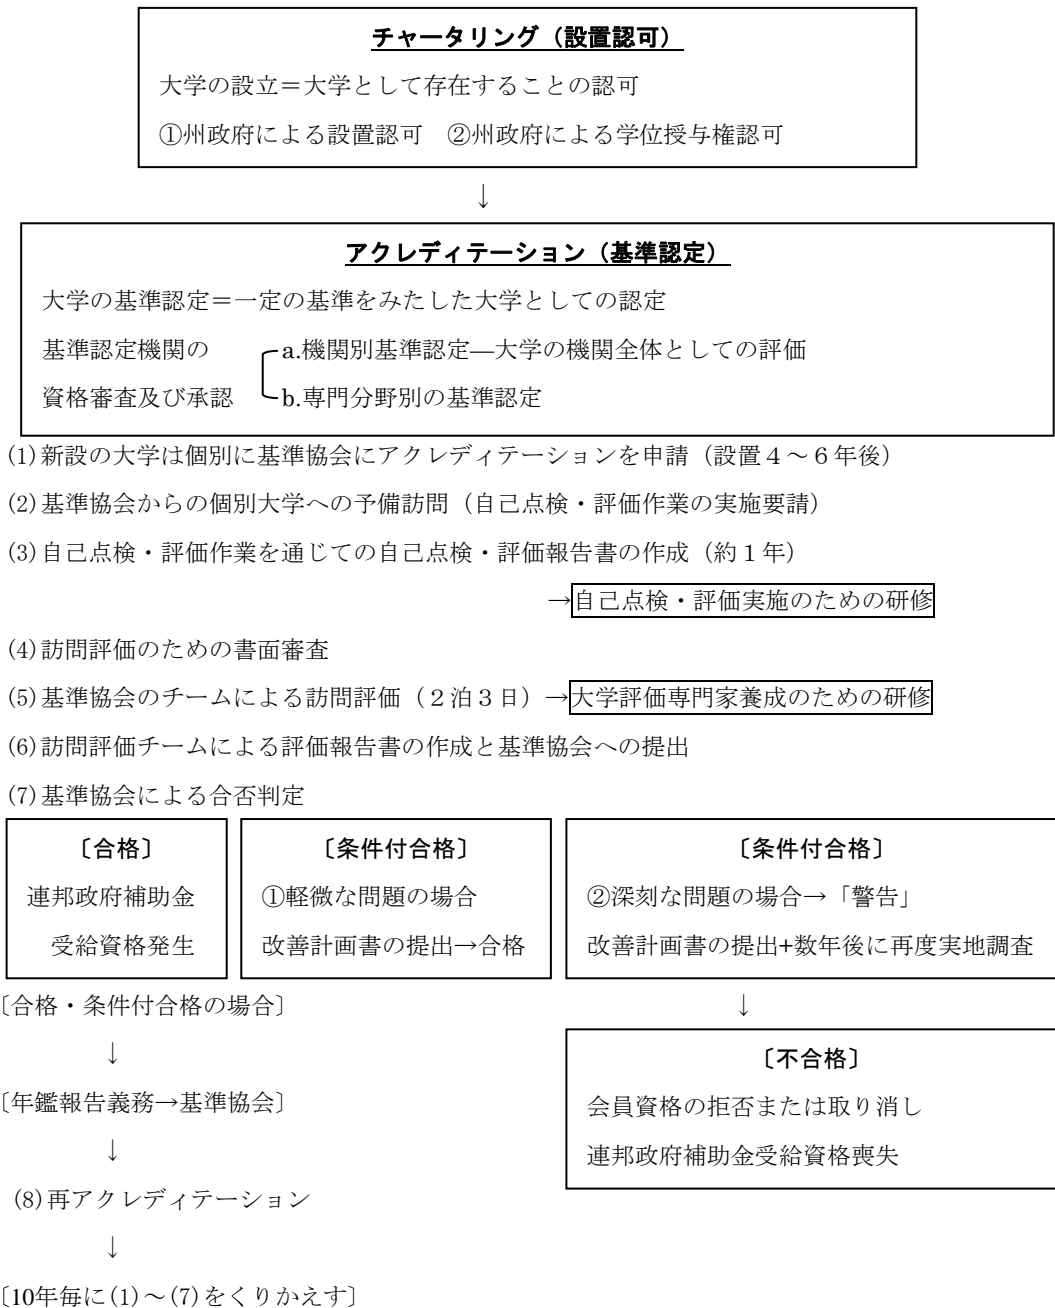 チャータリング（設置認可）
大学の設立＝大学として存在することの認可
①州政府による設置認可　②州政府による学位授与権認可
↓
アクレディテーション（基準認定）
大学の基準認定＝一定の基準をみたした大学としての認定
基準認定機関の　a.機関別基準認定―大学の機関全体としての評価
資格審査及び承認　b.専門分野別の基準認定
(1)新設の大学は個別に基準協会にアクレディテーションを申請（設置４～６年後）
(2)基準協会からの個別大学への予備訪問（自己点検・評価作業の実施要請）
(3)自己点検・評価作業を通じての自己点検・評価報告書の作成（約１年）
→自己点検・評価実施のための研修
(4)訪問評価のための書面審査
(5)基準協会のチームによる訪問評価（２泊３日）→大学評価専門家養成のための研修
(6)訪問評価チームによる評価報告書の作成と基準協会への提出
(7)基準協会による合否判定
〔合格〕
連邦政府補助金
受給資格発生
〔条件付合格〕
①軽微な問題の場合
改善計画書の提出→合格
〔条件付合格〕
②深刻な問題の場合→「警告」
改善計画書の提出+数年後に再度実地調査
↓
〔不合格〕
会員資格の拒否または取り消し
連邦政府補助金受給資格喪失
〔合格・条件付合格の場合〕
↓
〔年鑑報告義務→基準協会〕
↓
(8)再アクレディテーション
↓
〔10年毎に(1)～(7)をくりかえす〕